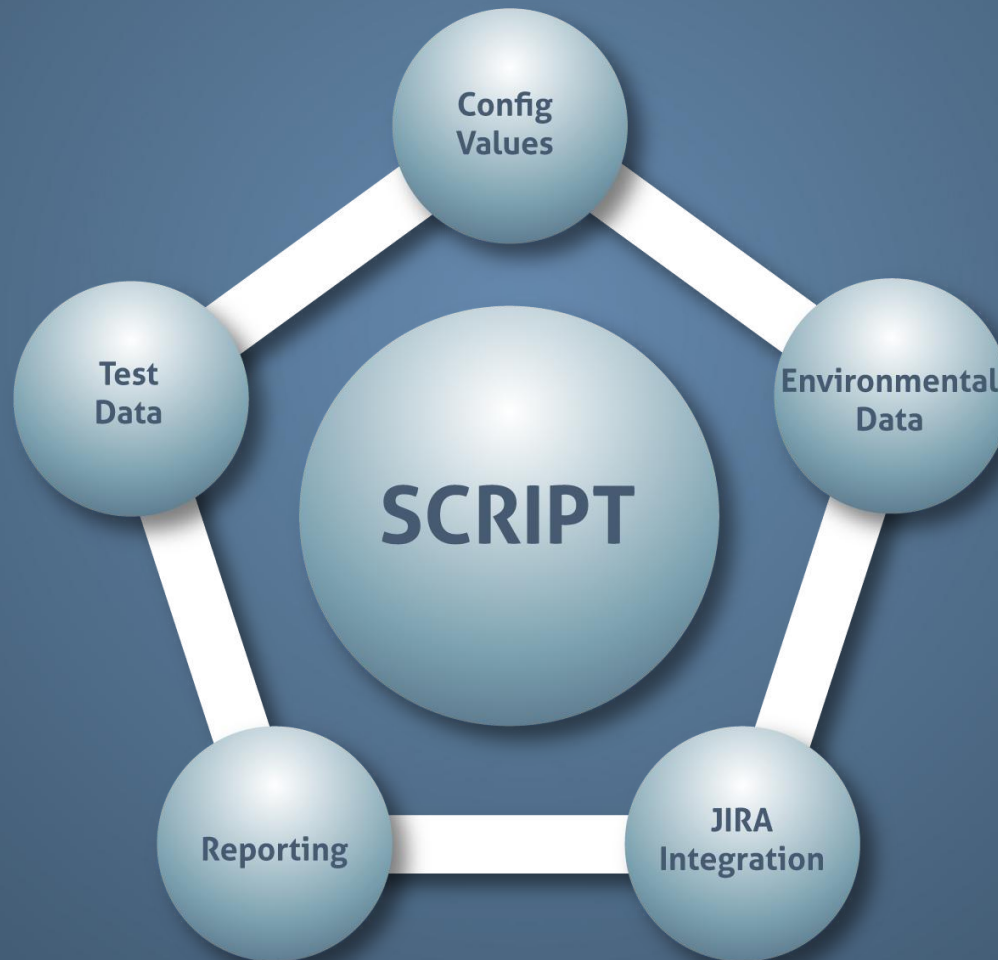 Config
Values
Test
Data
Environmental
Data
SCRIPT
Reporting
JIRA
Integration